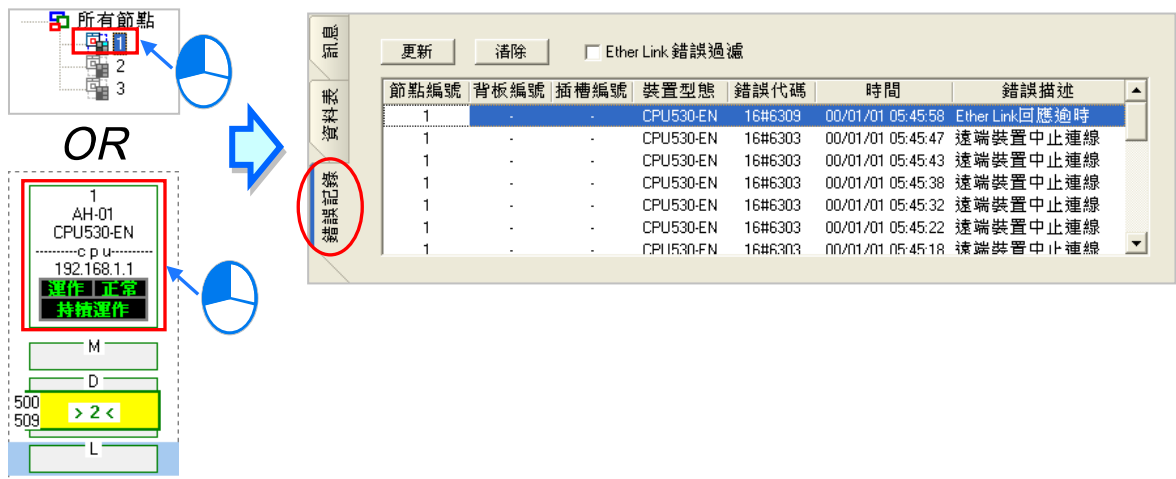 所有節點
1
2
3
OR
1
AH-01
CPU530-EN
------c p u------
192.168.1.1
運作 正常
持續運作
M
D
500
509
> 2 <
L
訊息
資料表
錯誤記錄
更新 清除 Ether Link 錯誤過濾
節點編號 背板編號 插槽編號 裝置型態 錯誤代碼 時間 錯誤描述
1 - - CPU530-EN 16#6309 00/01/01 05:45:58 Ether Link回應逾時
1 - - CPU530-EN 16#6303 00/01/01 05:45:47 遠端裝置中止連線
1 - - CPU530-EN 16#6303 00/01/01 05:45:43 遠端裝置中止連線
1 - - CPU530-EN 16#6303 00/01/01 05:45:38 遠端裝置中止連線
1 - - CPU530-EN 16#6303 00/01/01 05:45:32 遠端裝置中止連線
1 - - CPU530-EN 16#6303 00/01/01 05:45:22 遠端裝置中止連線
1 - - CPU530-EN 16#6303 00/01/01 05:45:18 遠端裝置中止連線